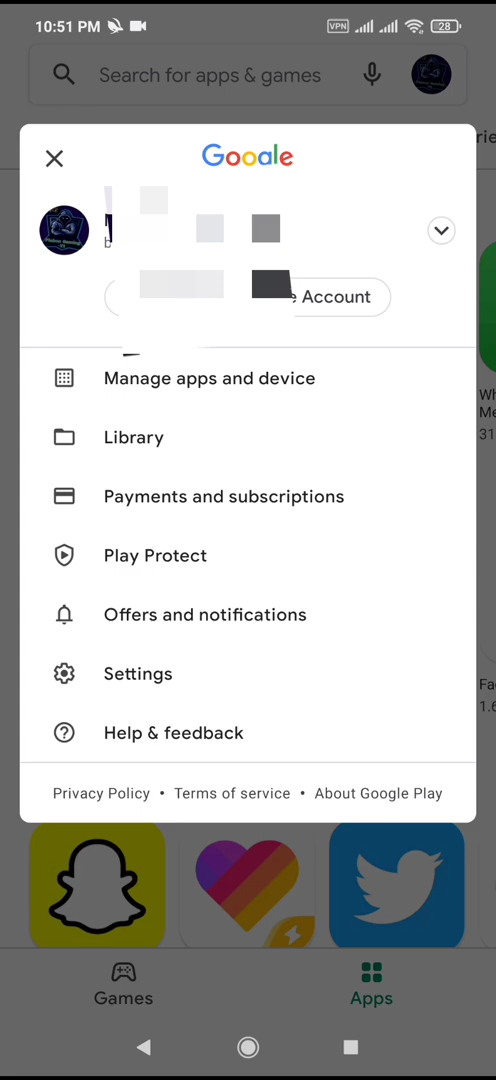 10:51 PM
VPN
28
Search for apps & games
Google
Account
Manage apps and device
Library
Payments and subscriptions
Play Protect
Offers and notifications
Settings
Help & feedback
Privacy Policy • Terms of service • About Google Play
Games
Apps